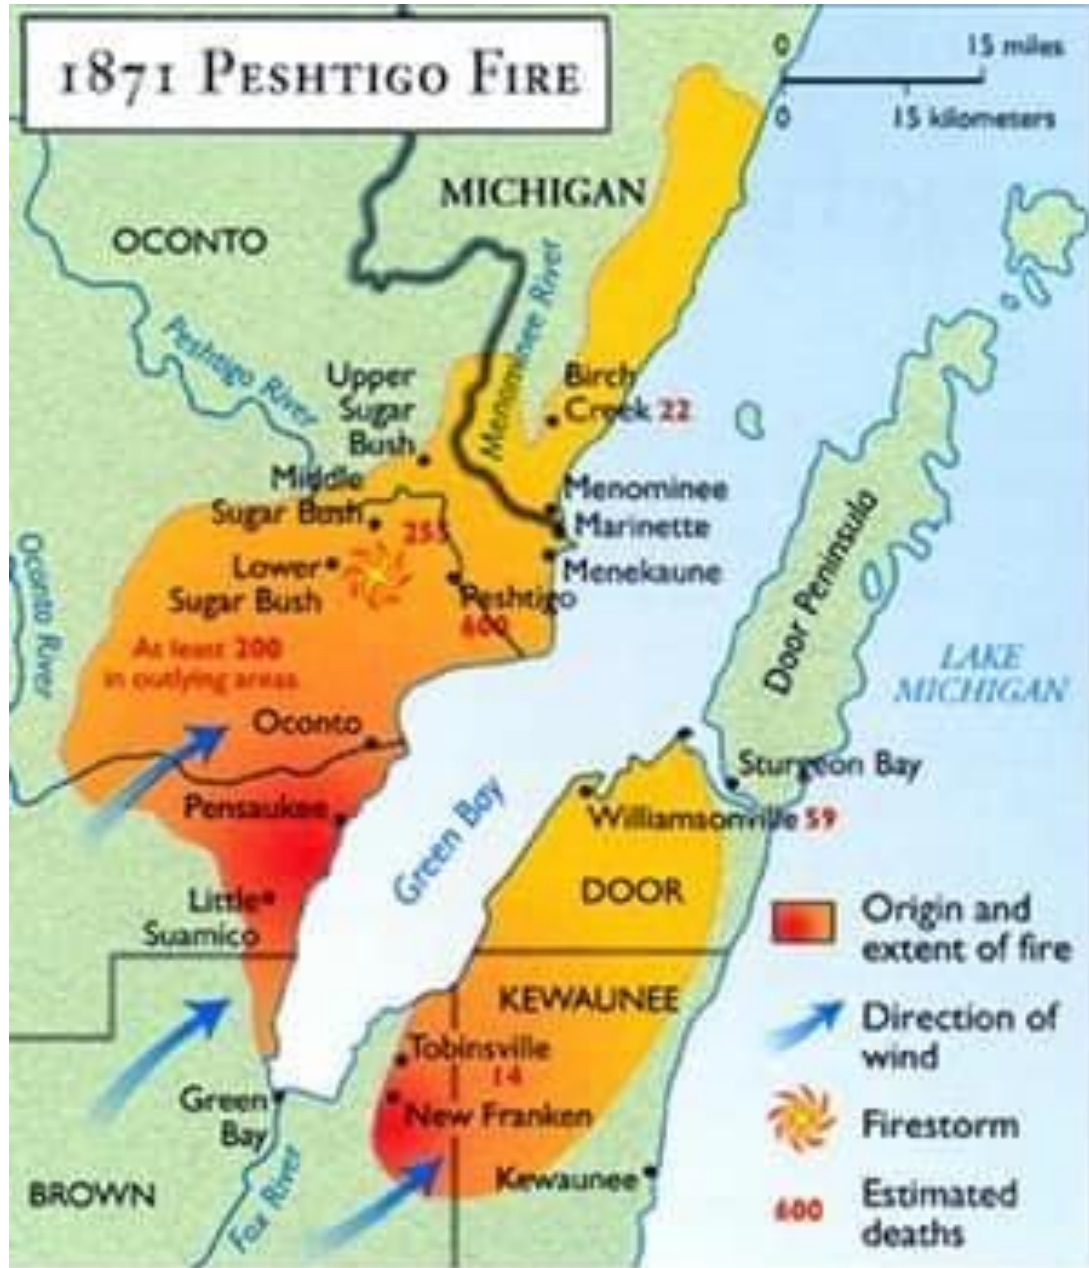 1871 PESHTIGO FIRE
0 15 miles
0 15 kilometers
MICHIGAN
OCONTO
Menominee River
Peshtigo River
Upper
Sugar
Bush
Birch
Creek 22
Middle
Sugar Bush
255
Menominee
Marinette
Menekaune
Lower
Sugar Bush
Peshtigo
600
Oconto River
At least 200
in outlying areas
Door Peninsula
LAKE
MICHIGAN
Oconto
Sturgeon Bay
Pensaukee
Williamsonville 59
Green Bay
DOOR
Little
Suamico
Origin and
extent of fire
KEWAUNEE
Direction of
wind
Tobinsville
14
New Franken
Green
Bay
Firestorm
Kewaunee
BROWN
Fox River
600 Estimated
deaths